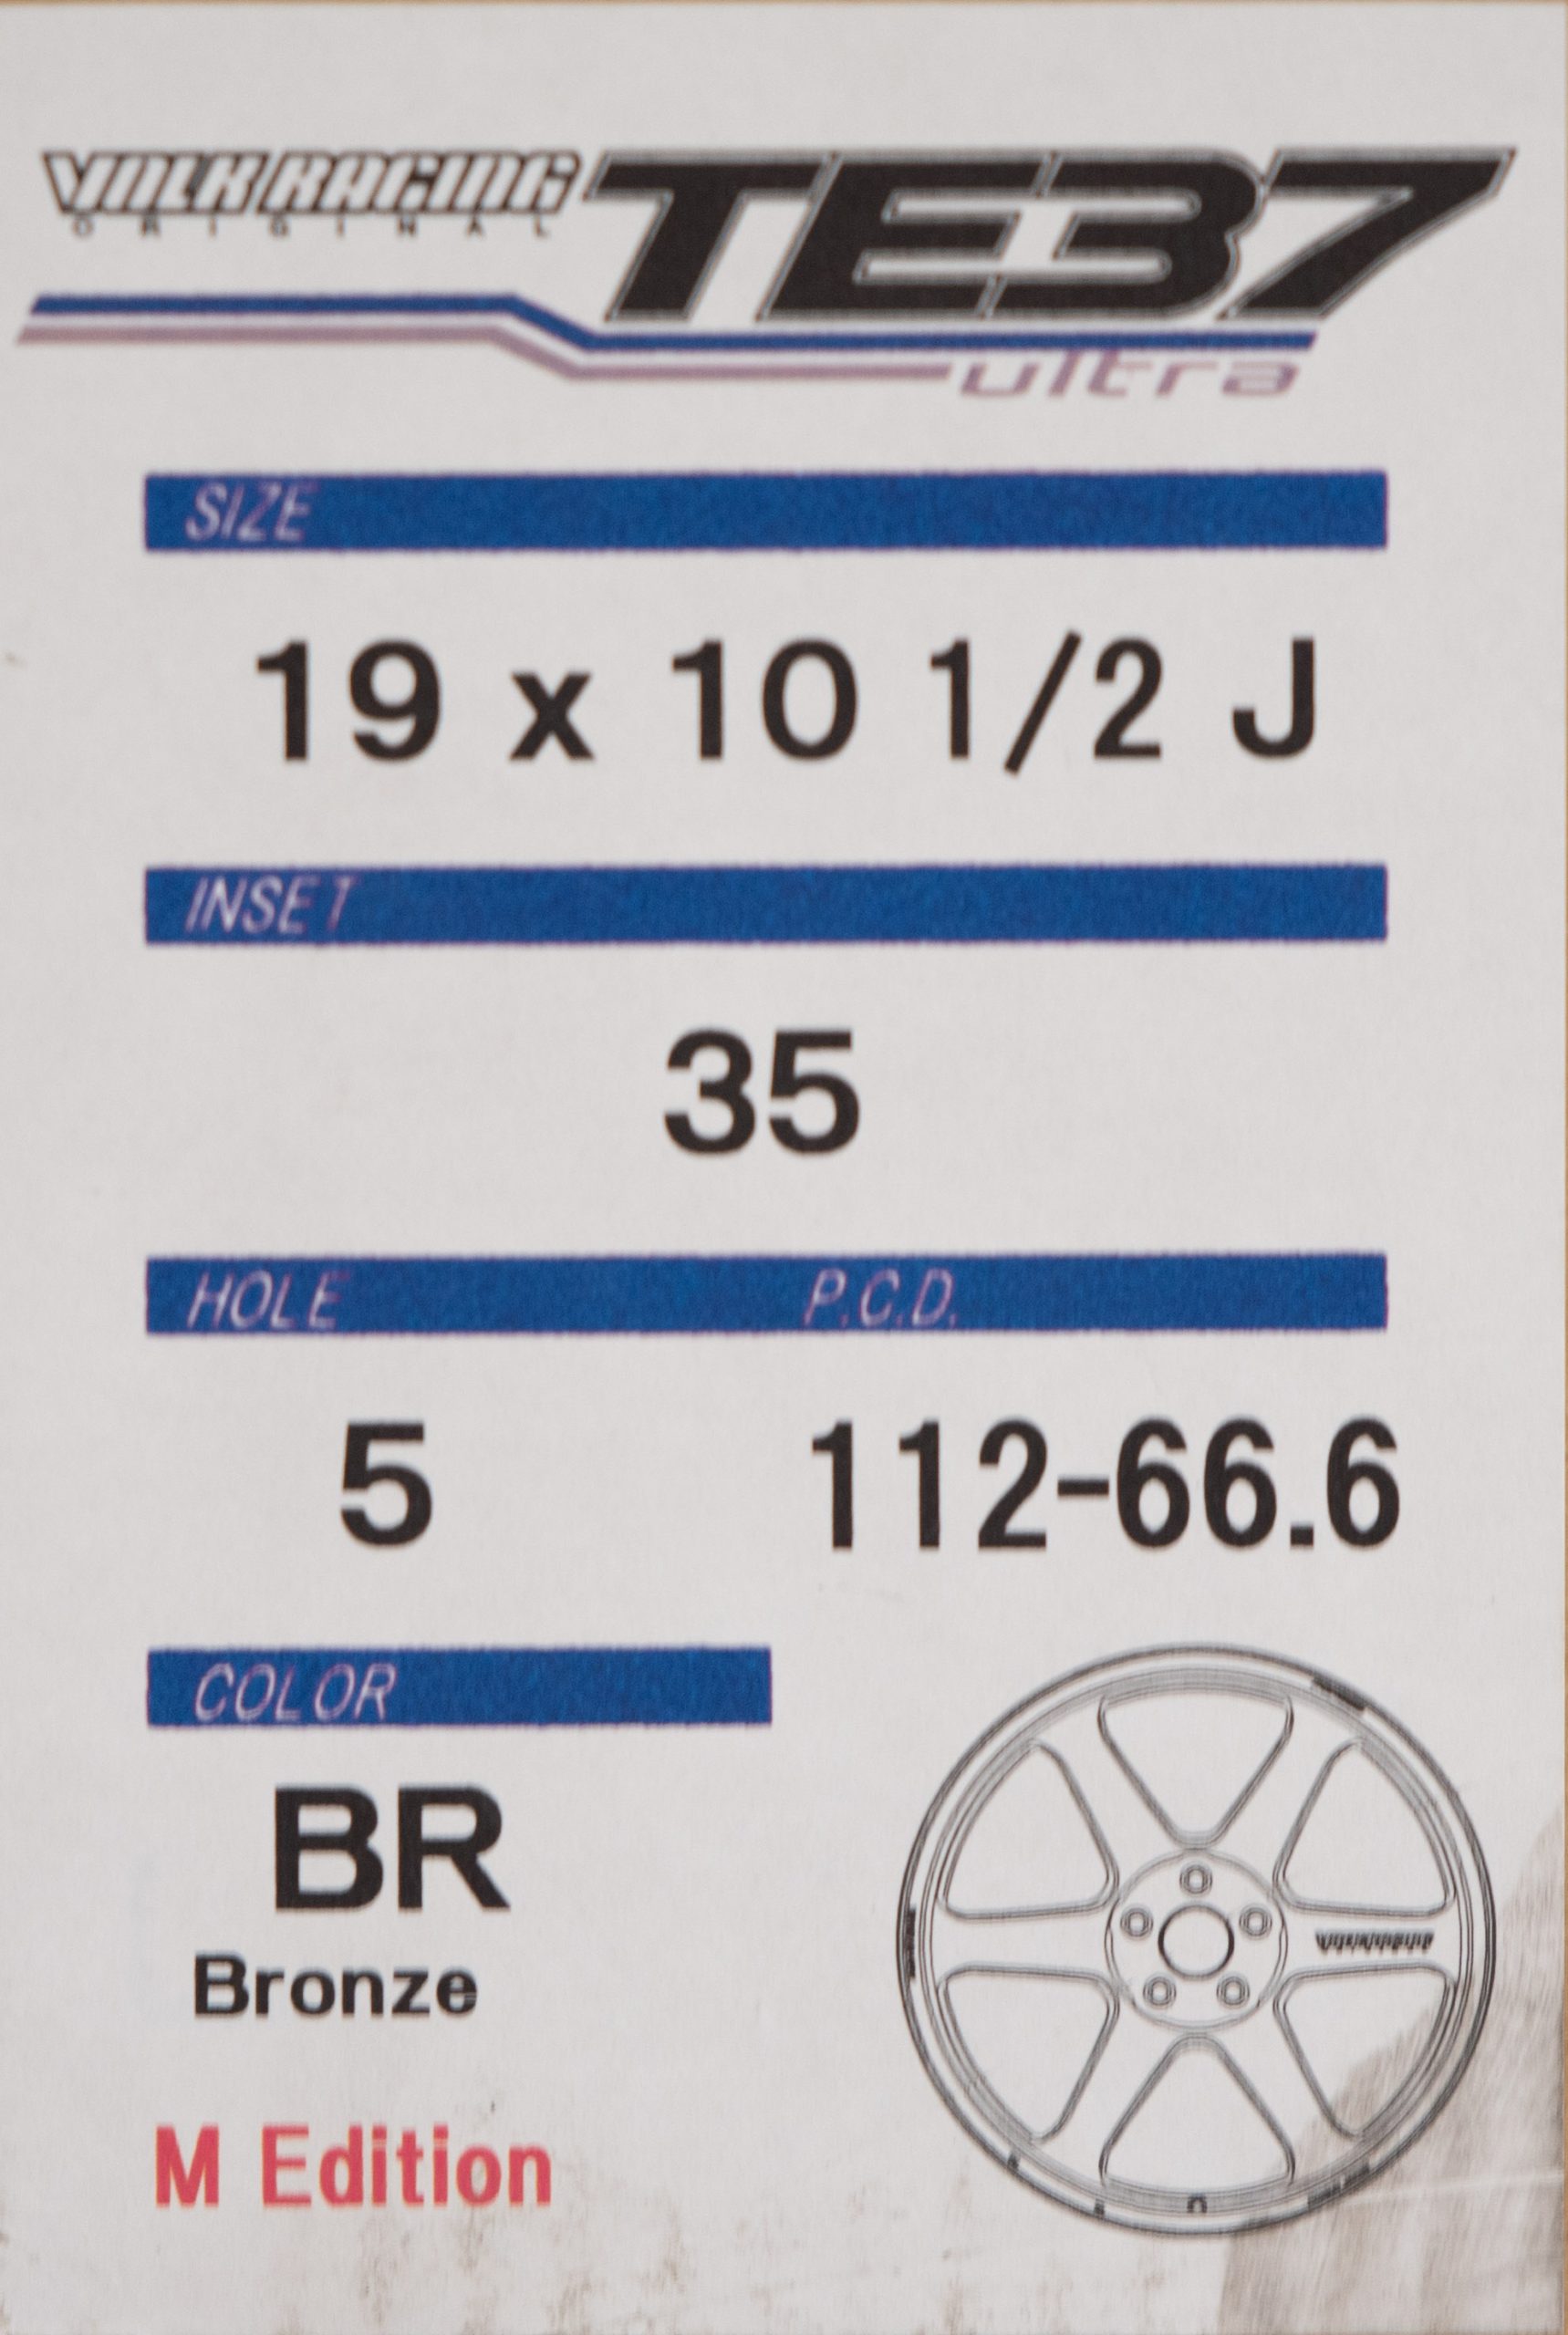 VOLK RACING
ORIGINAL
TE37
ultra
SIZE
19 x 10 1/2 J
INSET
35
HOLE P.C.D.
5 112-66.6
COLOR
BR
Bronze
M Edition